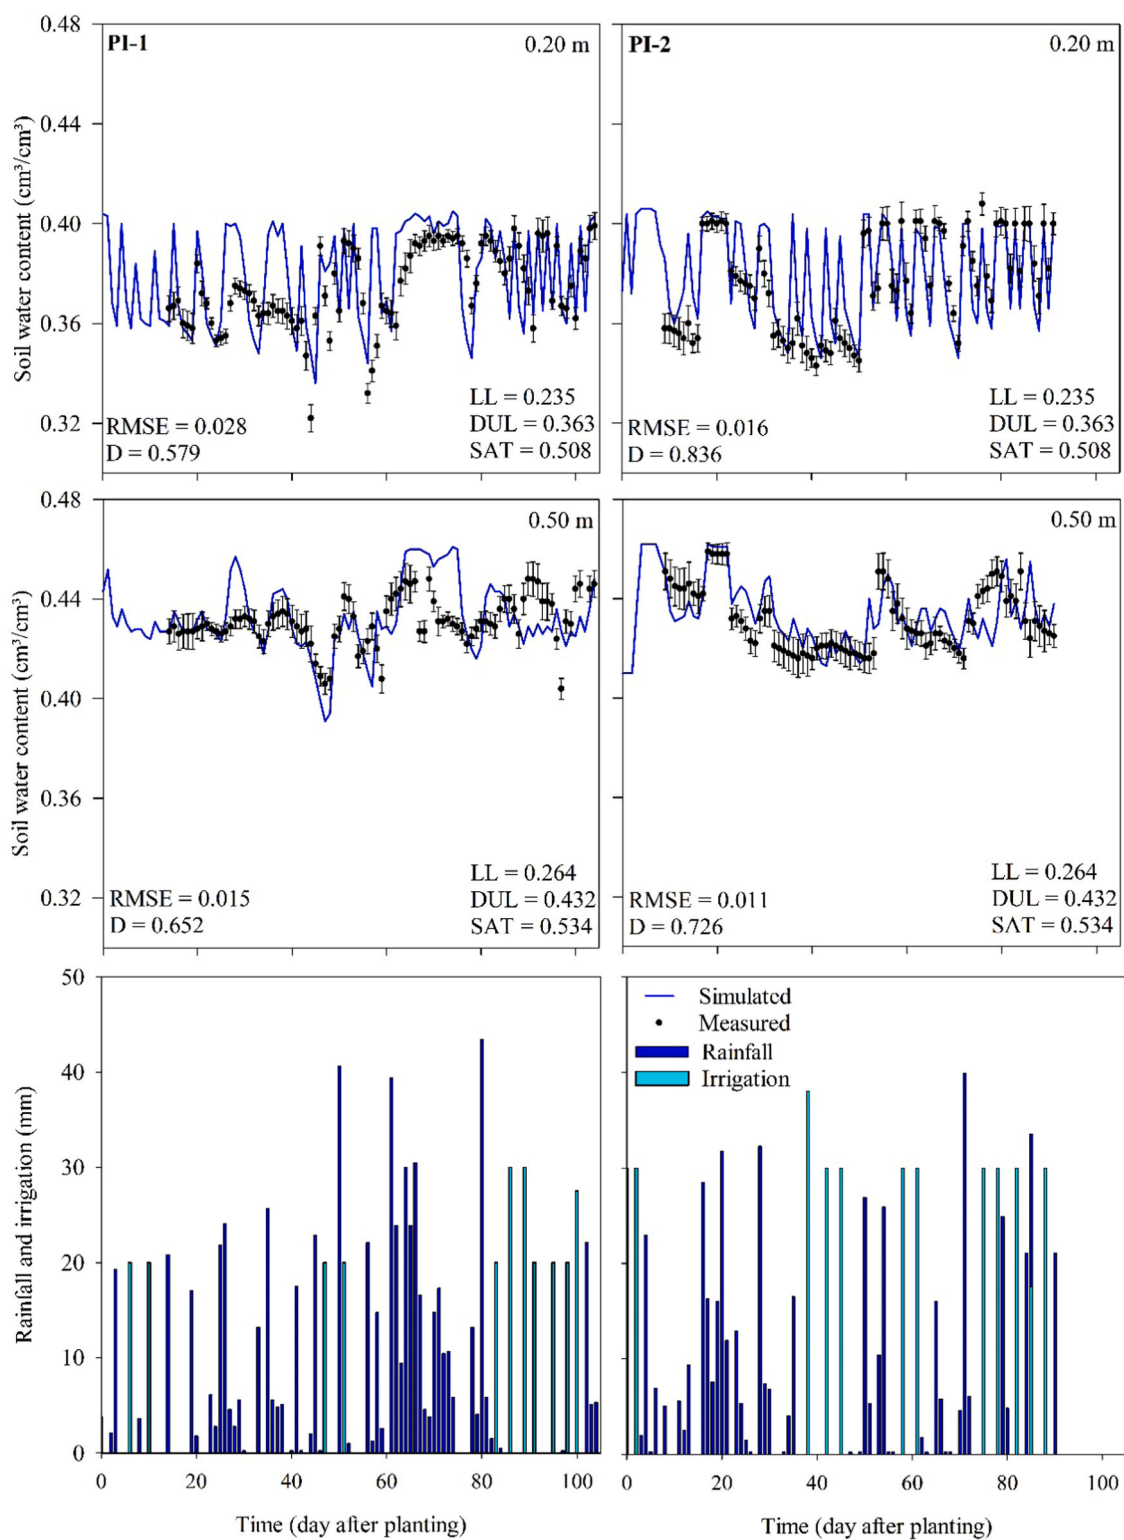 0.48
PI-1
0.20 m
PI-2
0.20 m
Soil water content (cm³/cm³)
0.44
0.40
0.36
0.32
RMSE = 0.028
D = 0.579
LL = 0.235
DUL = 0.363
SAT = 0.508
RMSE = 0.016
D = 0.836
LL = 0.235
DUL = 0.363
SAT = 0.508
0 20 40 60 80 100
0.48
0.50 m
0.50 m
Soil water content (cm³/cm³)
0.44
0.40
0.36
0.32
RMSE = 0.015
D = 0.652
LL = 0.264
DUL = 0.432
SAT = 0.534
RMSE = 0.011
D = 0.726
LL = 0.264
DUL = 0.432
SAT = 0.534
50
40
30
20
10
0
Rainfall and irrigation (mm)
Simulated
Measured
Rainfall
Irrigation
0 20 40 60 80 100
0 20 40 60 80 100
Time (day after planting)
Time (day after planting)